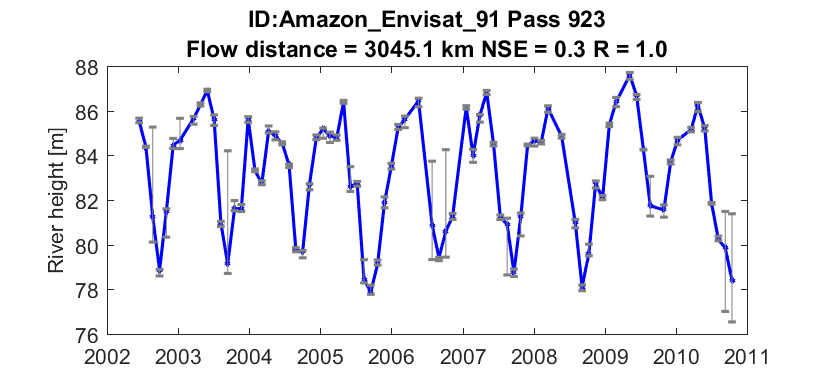 ID:Amazon_Envisat_91 Pass 923
Flow distance = 3045.1 km NSE = 0.3 R = 1.0
River height [m]
88
86
84
82
80
78
76
2002 2003 2004 2005 2006 2007 2008 2009 2010 2011